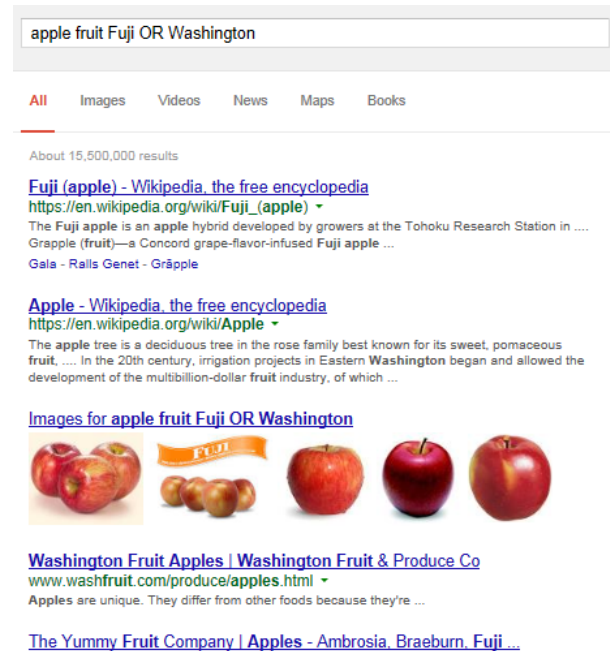 apple fruit Fuji OR Washington
All Images Videos News Maps Books
About 15,500,000 results
Fuji (apple) - Wikipedia, the free encyclopedia
https://en.wikipedia.org/wiki/Fuji_(apple)
The Fuji apple is an apple hybrid developed by growers at the Tohoku Research Station in ....
Grapple (fruit)—a Concord grape-flavor-infused Fuji apple ...
Gala - Ralls Genet - Grāpple
Apple - Wikipedia, the free encyclopedia
https://en.wikipedia.org/wiki/Apple
The apple tree is a deciduous tree in the rose family best known for its sweet, pomaceous
fruit, .... In the 20th century, irrigation projects in Eastern Washington began and allowed the
development of the multibillion-dollar fruit industry, of which ...
Images for apple fruit Fuji OR Washington
FUJI
Washington Fruit Apples | Washington Fruit & Produce Co
www.washfruit.com/produce/apples.html
Apples are unique. They differ from other foods because they're ...
The Yummy Fruit Company | Apples - Ambrosia, Braeburn, Fuji ...